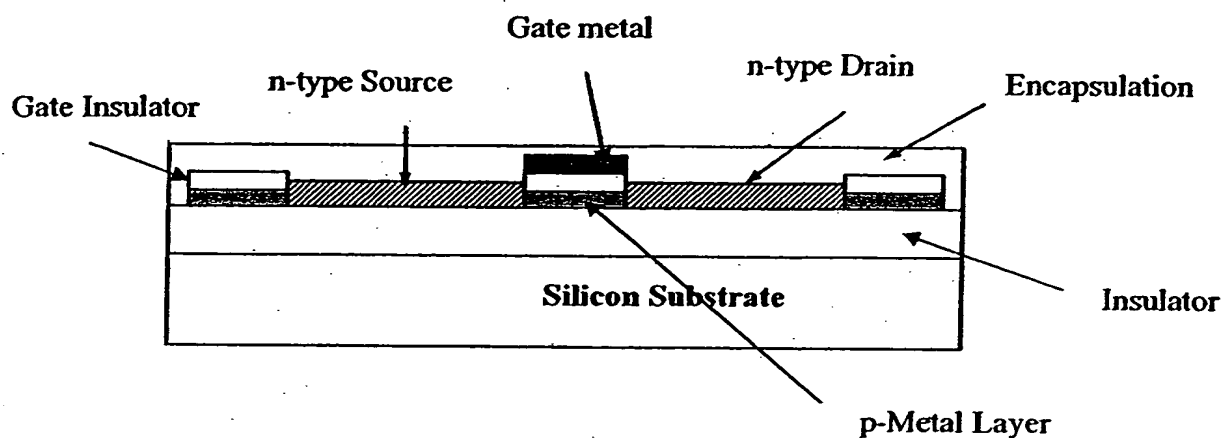 Gate metal
n-type Source
n-type Drain
Gate Insulator
Encapsulation
Silicon Substrate
Insulator
p-Metal Layer